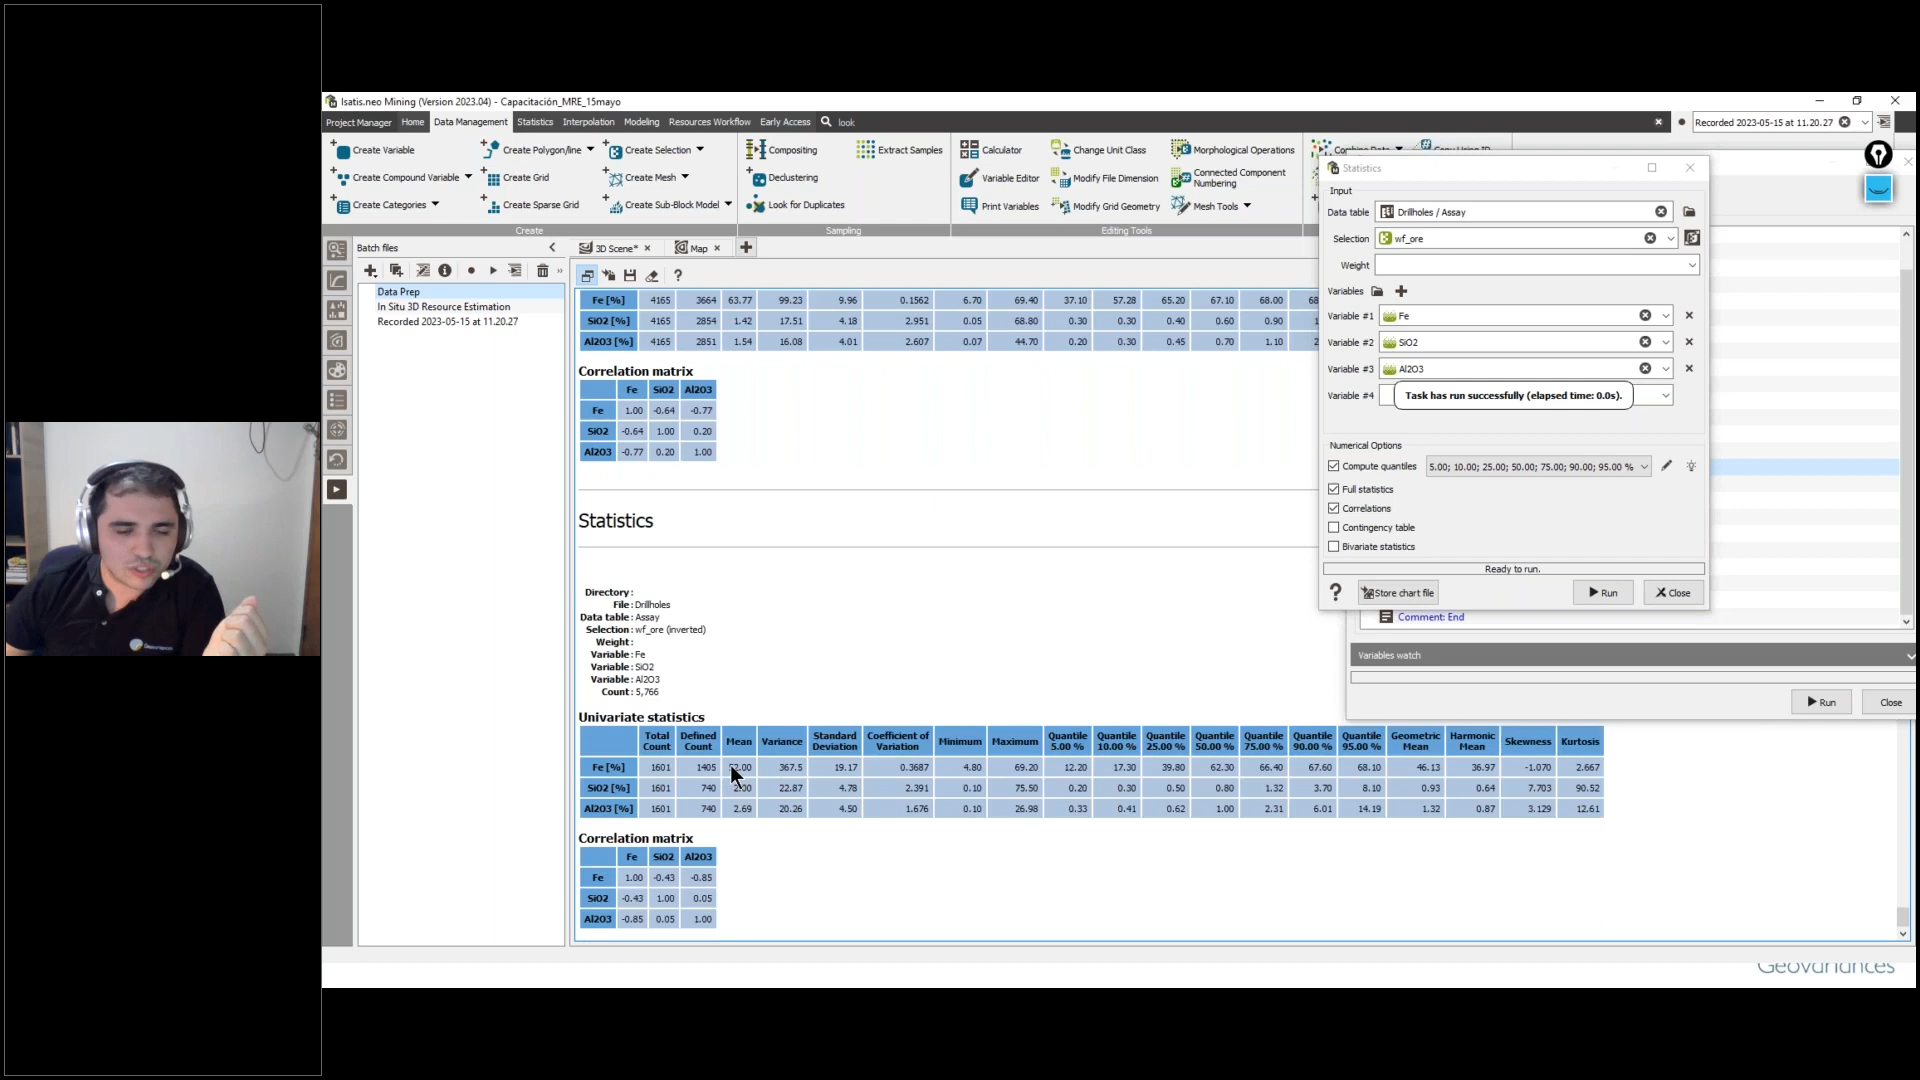 Isatis.neo Mining (Version 2023.04) - Capacitación_MRE_15mayo
Project Manager Home Data Management Statistics Interpolation Modeling Resources Workflow Early Access look
Recorded 2023-05-15 at 11.20.27
Create Variable Create Polygon/line Create Selection Compositing Extract Samples Calculator Change Unit Class Morphological Operations
Create Compound Variable Create Grid Create Mesh Declustering Variable Editor Modify File Dimension Connected Component Numbering
Create Categories Create Sparse Grid Create Sub-Block Model Look for Duplicates Print Variables Modify Grid Geometry Mesh Tools
Create Sampling Editing Tools
Batch files
Data Prep
In Situ 3D Resource Estimation
Recorded 2023-05-15 at 11.20.27
3D Scene* Map
Fe [%] 4165 3664 63.77 99.23 9.96 0.1562 6.70 69.40 37.10 57.28 65.20 67.10 68.00
SiO2 [%] 4165 2854 1.42 17.51 4.18 2.951 0.05 68.80 0.30 0.30 0.40 0.60 0.90
Al2O3 [%] 4165 2851 1.54 16.08 4.01 2.607 0.07 44.70 0.20 0.30 0.45 0.70 1.10
Correlation matrix
Fe SiO2 Al2O3
Fe 1.00 -0.64 -0.77
SiO2 -0.64 1.00 0.20
Al2O3 -0.77 0.20 1.00
Statistics
Directory :
File : Drillholes
Data table : Assay
Selection : wf_ore (inverted)
Weight :
Variable : Fe
Variable : SiO2
Variable : Al2O3
Count : 5,766
Univariate statistics
Total Count Defined Count Mean Variance Standard Deviation Coefficient of Variation Minimum Maximum Quantile 5.00 % Quantile 10.00 % Quantile 25.00 % Quantile 50.00 % Quantile 75.00 % Quantile 90.00 % Quantile 95.00 % Geometric Mean Harmonic Mean Skewness Kurtosis
Fe [%] 1601 1405 367.5 19.17 0.3687 4.80 69.20 12.20 17.30 39.80 62.30 66.40 67.60 68.10 46.13 36.97 -1.070 2.667
SiO2 [%] 1601 740 22.87 4.78 2.391 0.10 75.50 0.20 0.30 0.50 0.80 1.32 3.70 8.10 0.93 0.64 7.703 90.52
Al2O3 [%] 1601 740 2.69 20.26 4.50 1.676 0.10 26.98 0.33 0.41 0.62 1.00 2.31 6.01 14.19 1.32 0.87 3.129 12.61
Correlation matrix
Fe SiO2 Al2O3
Fe 1.00 -0.43 -0.85
SiO2 -0.43 1.00 0.05
Al2O3 -0.85 0.05 1.00
Statistics
Input
Data table Drillholes / Assay
Selection wf_ore
Weight
Variables
Variable #1 Fe
Variable #2 SiO2
Variable #3 Al2O3
Variable #4
Task has run successfully (elapsed time: 0.0s).
Numerical Options
Compute quantiles 5.00; 10.00; 25.00; 50.00; 75.00; 90.00; 95.00 %
Full statistics
Correlations
Contingency table
Bivariate statistics
Ready to run.
Store chart file Run Close
Comment: End
Variables watch
Run Close
Geovariances